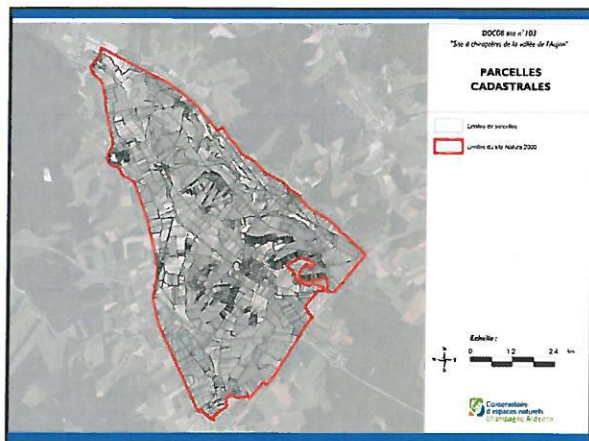 DOCOB site n°103
"Site à chiroptères de la vallée de l'Aujon"
PARCELLES
CADASTRALES
Limites de parcelles
Limites du site Natura 2000
Echelle :
0 1.2 2.4 km
Conservatoire
d'espaces naturels
Champagne Ardenne